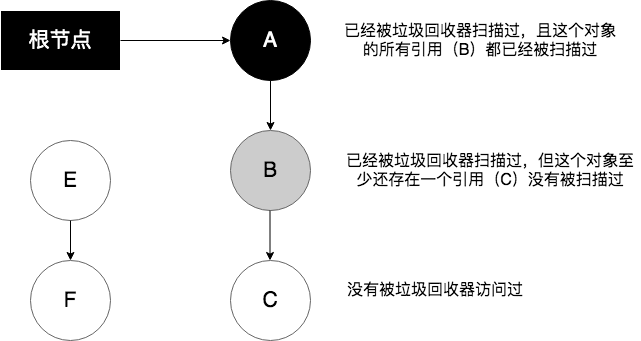 根节点
A
已经被垃圾回收器扫描过，且这个对象
的所有引用（B）都已经被扫描过
E
B
已经被垃圾回收器扫描过，但这个对象至
少还存在一个引用（C）没有被扫描过
F
C
没有被垃圾回收器访问过